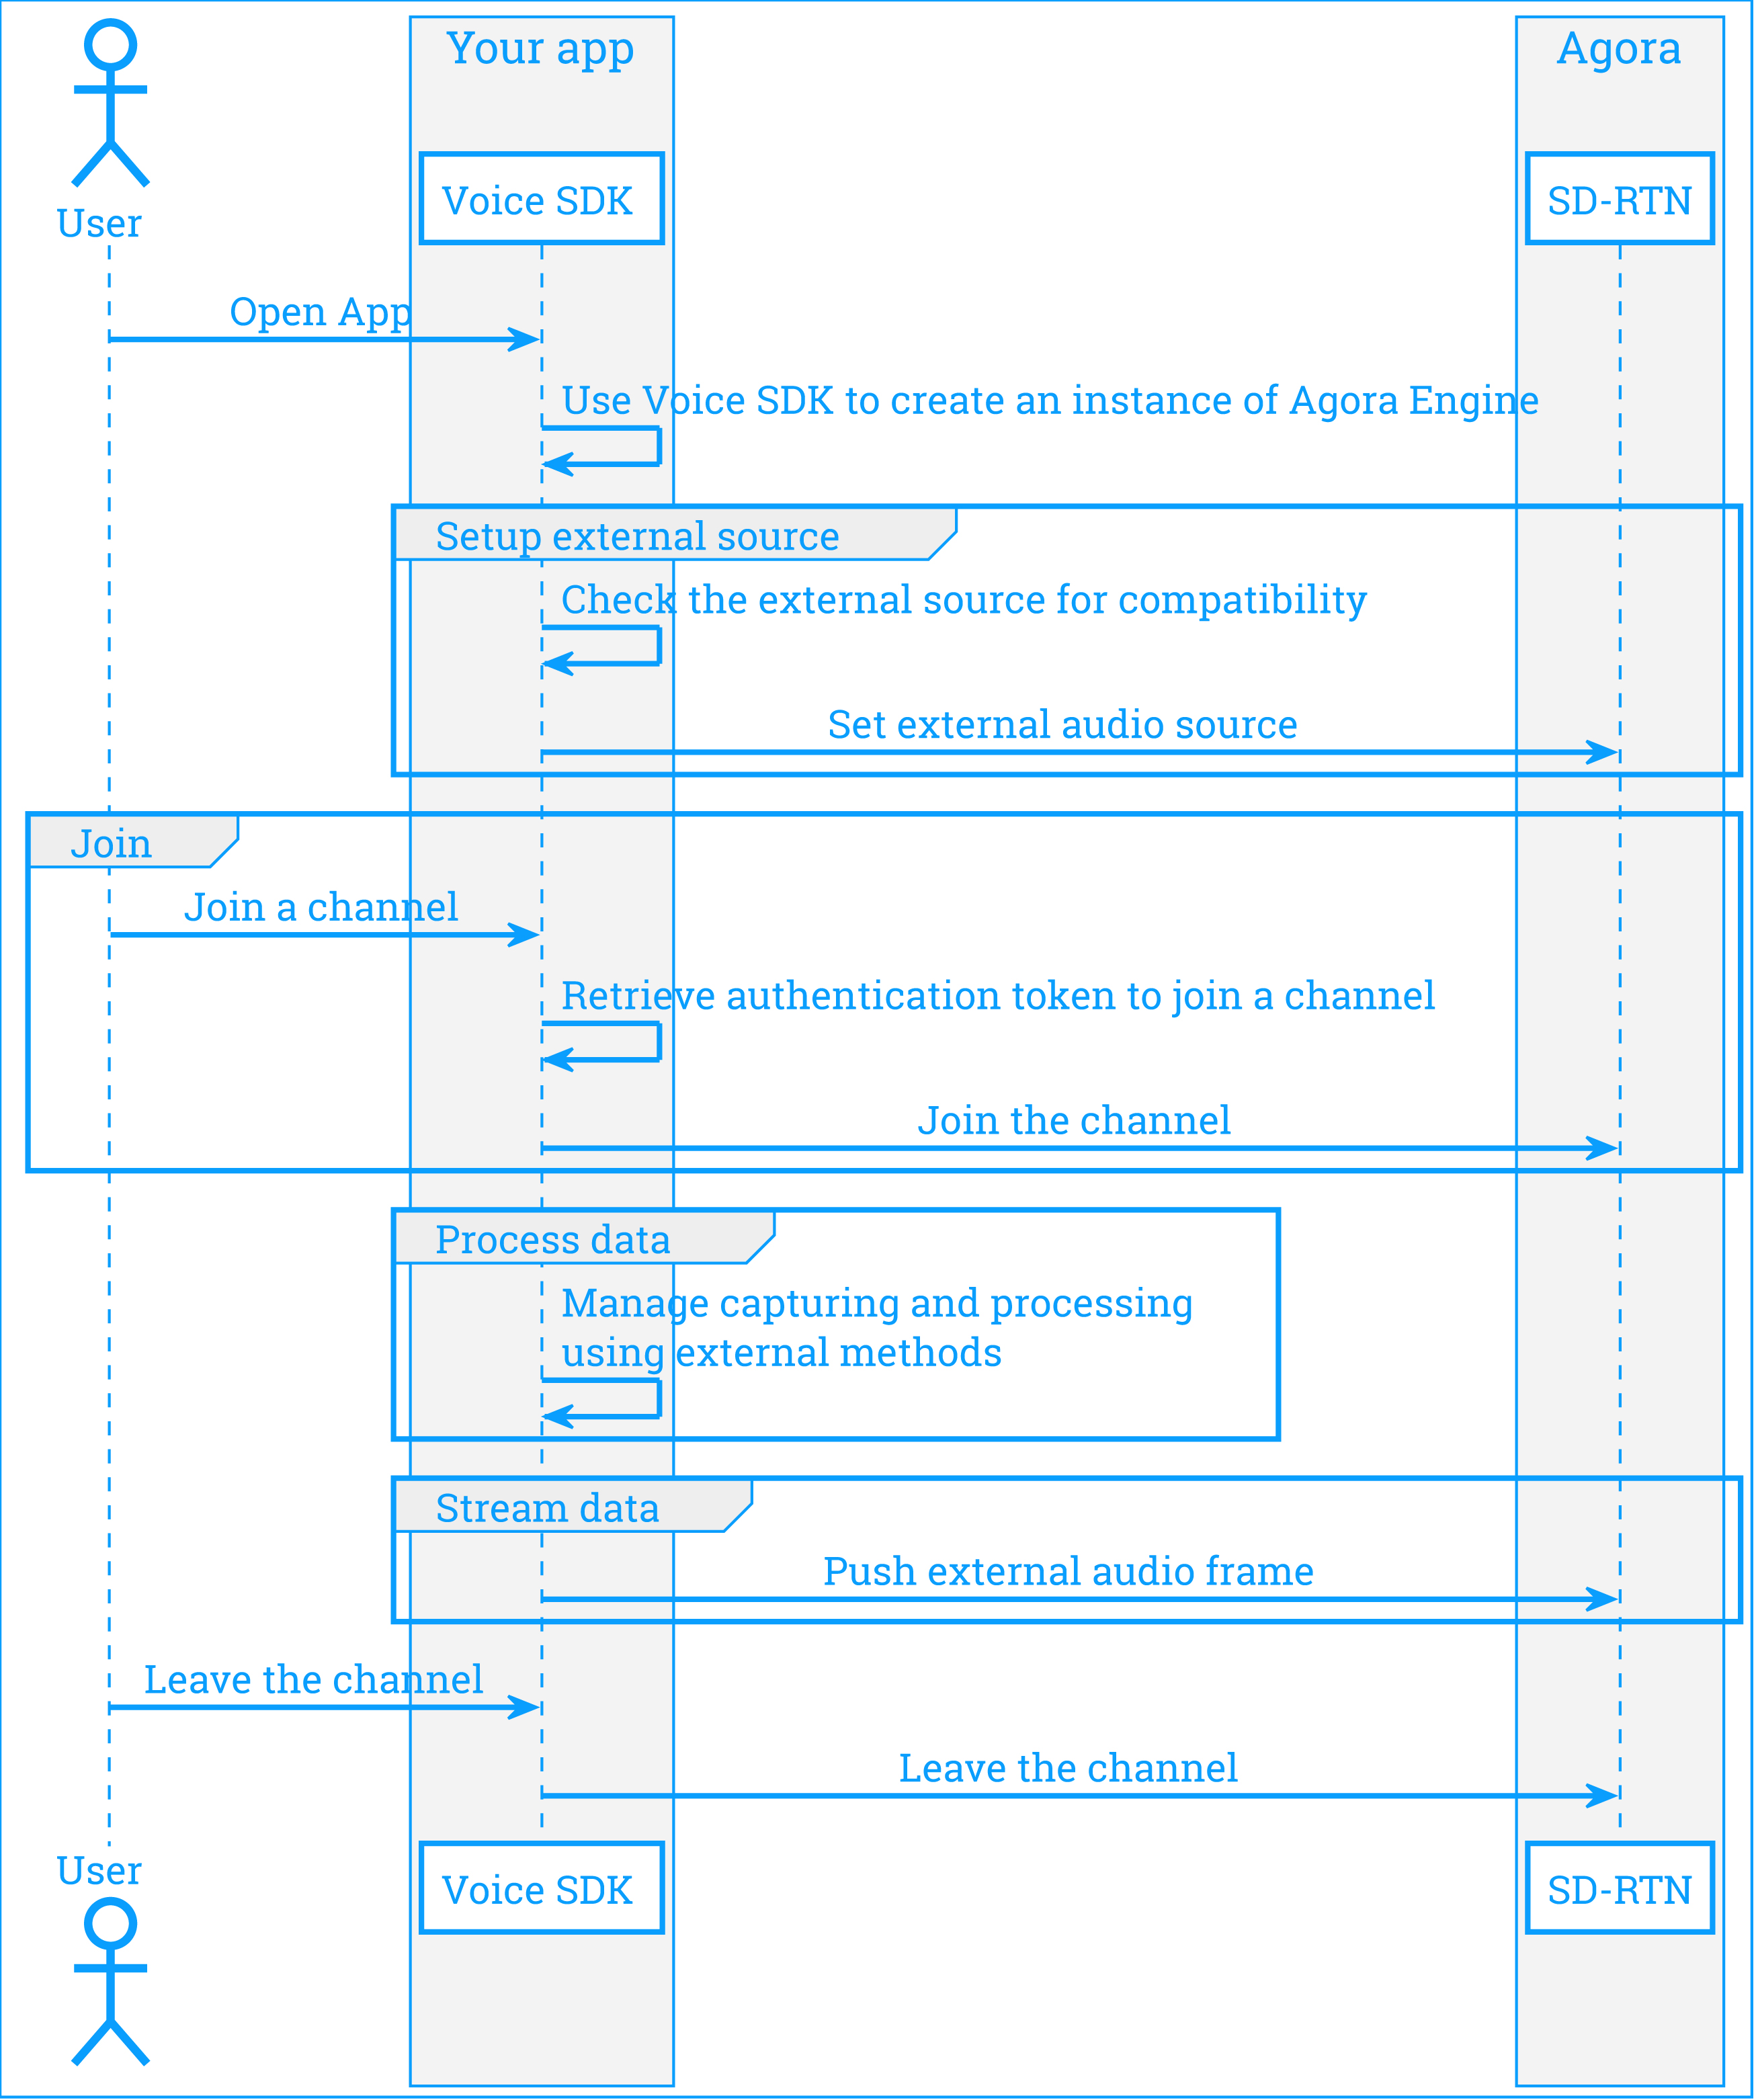 Your app
Agora
User
Voice SDK
SD-RTN
Open App
Use Voice SDK to create an instance of Agora Engine
Setup external source
Check the external source for compatibility
Set external audio source
Join
Join a channel
Retrieve authentication token to join a channel
Join the channel
Process data
Manage capturing and processing
using external methods
Stream data
Push external audio frame
Leave the channel
Leave the channel
User
Voice SDK
SD-RTN